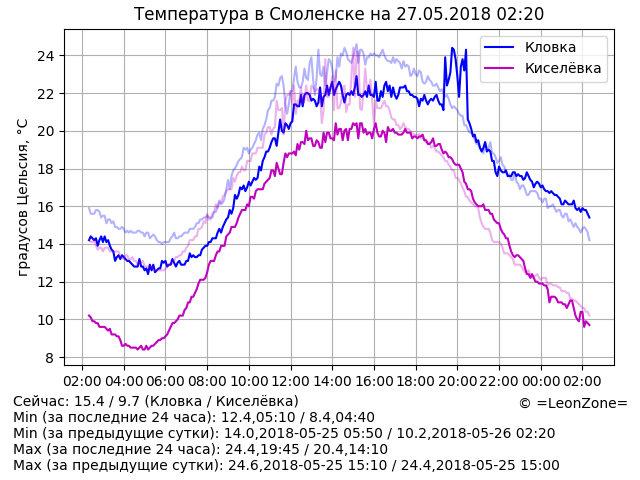 Температура в Смоленске на 27.05.2018 02:20
Кловка
Киселёвка
градусов Цельсия, °C
24
22
20
18
16
14
12
10
8
02:00 04:00 06:00 08:00 10:00 12:00 14:00 16:00 18:00 20:00 22:00 00:00 02:00
Сейчас: 15.4 / 9.7 (Кловка / Киселёвка)
© =LeonZone=
Min (за последние 24 часа): 12.4,05:10 / 8.4,04:40
Min (за предыдущие сутки): 14.0,2018-05-25 05:50 / 10.2,2018-05-26 02:20
Max (за последние 24 часа): 24.4,19:45 / 20.4,14:10
Max (за предыдущие сутки): 24.6,2018-05-25 15:10 / 24.4,2018-05-25 15:00